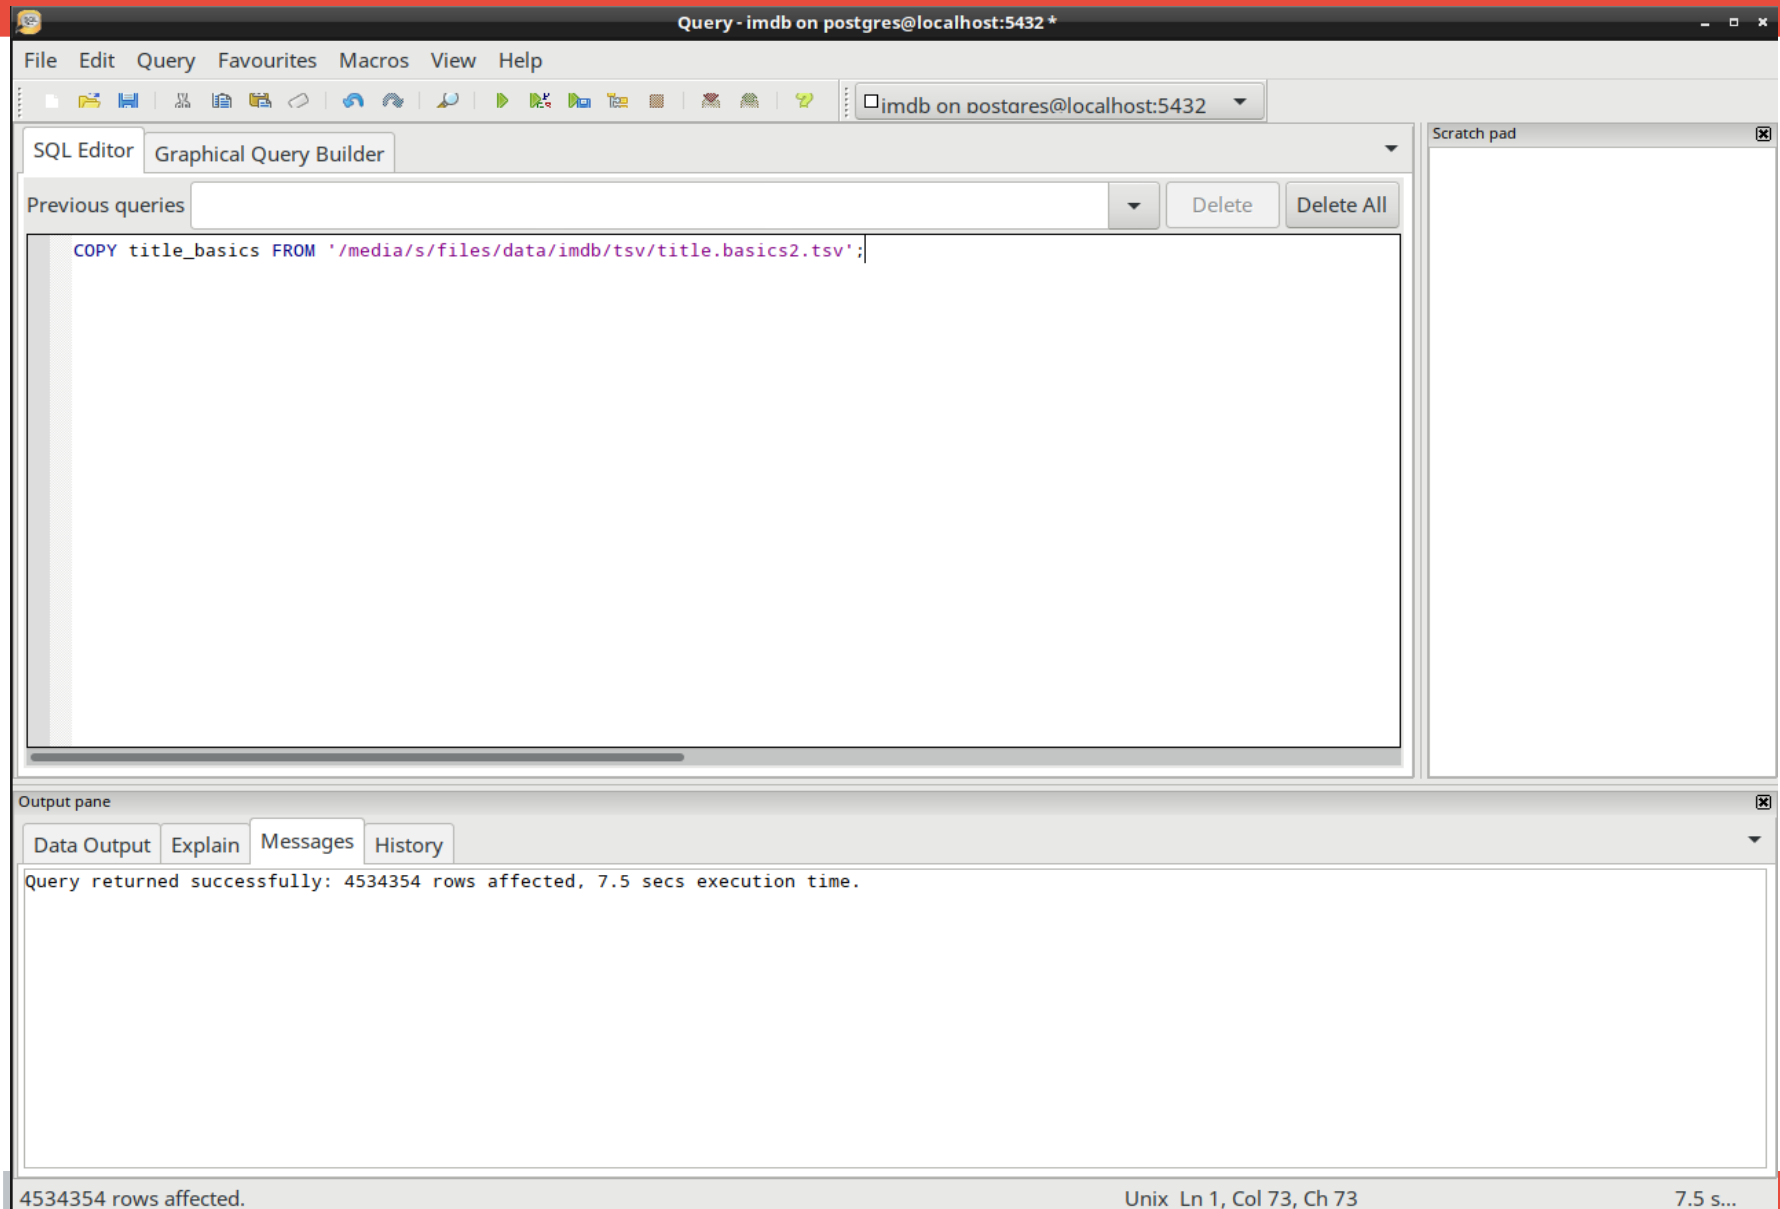 Query - imdb on postgres@localhost:5432 *
File Edit Query Favourites Macros View Help
imdb on postgres@localhost:5432
SQL Editor Graphical Query Builder
Scratch pad
Previous queries Delete Delete All
COPY title_basics FROM '/media/s/files/data/imdb/tsv/title.basics2.tsv';
Output pane
Data Output Explain Messages History
Query returned successfully: 4534354 rows affected, 7.5 secs execution time.
4534354 rows affected. Unix Ln 1, Col 73, Ch 73 7.5 s...